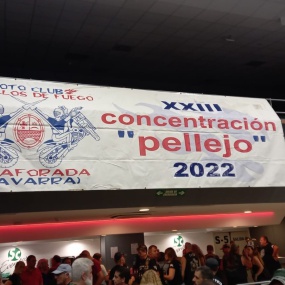 OTO CLUB
LOS DE FUEGO
AFORADA
AVARRA)
XXIII
concentración
"pellejo"
2022